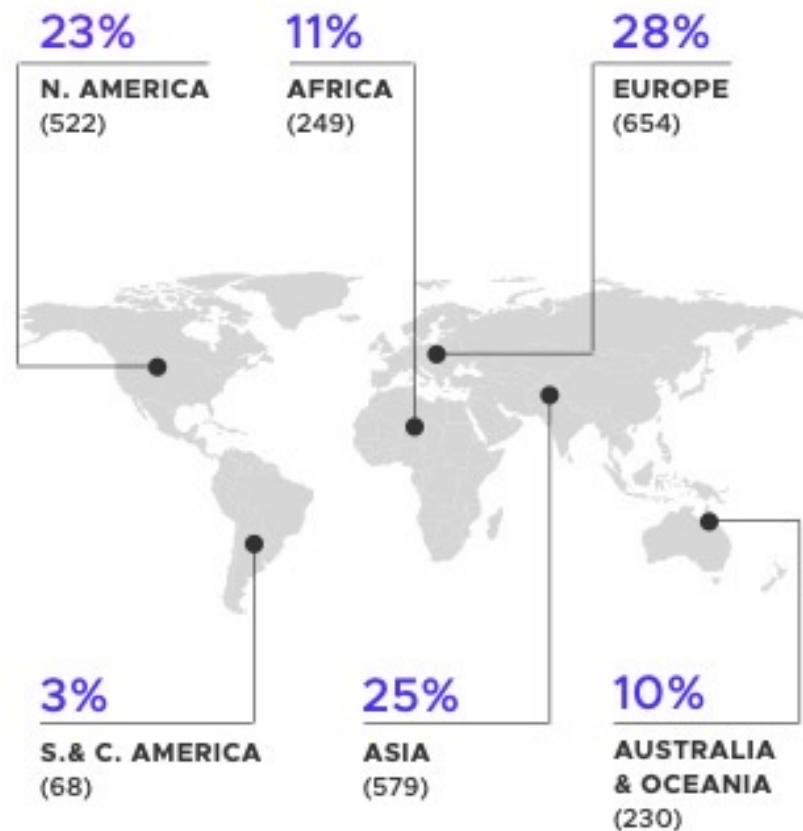 23%
N. AMERICA
(522)
11%
AFRICA
(249)
28%
EUROPE
(654)
3%
S.& C. AMERICA
(68)
25%
ASIA
(579)
10%
AUSTRALIA
& OCEANIA
(230)